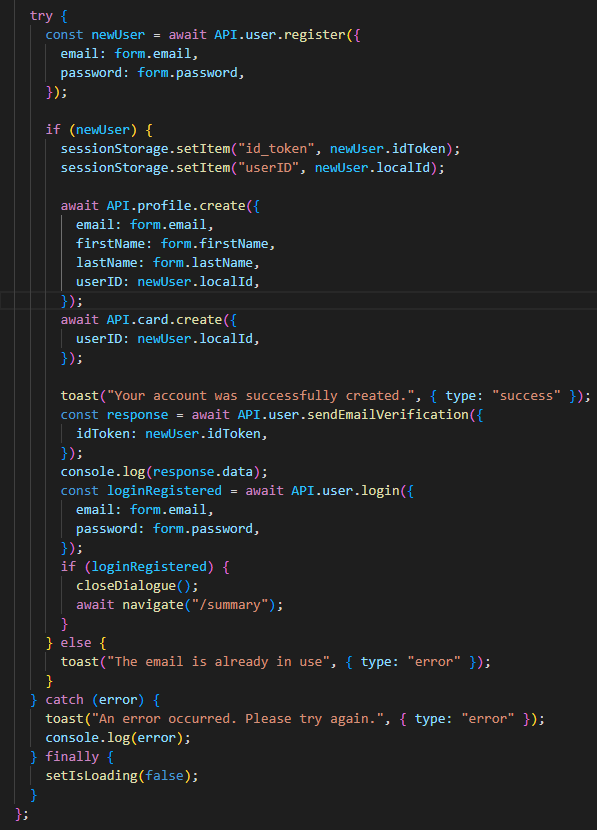 try {
const newUser = await API.user.register({
email: form.email,
password: form.password,
});
if (newUser) {
sessionStorage.setItem("id_token", newUser.idToken);
sessionStorage.setItem("userID", newUser.localId);
await API.profile.create({
email: form.email,
firstName: form.firstName,
lastName: form.lastName,
userID: newUser.localId,
});
await API.card.create({
userID: newUser.localId,
});
toast("Your account was successfully created.", { type: "success" });
const response = await API.user.sendEmailVerification({
idToken: newUser.idToken,
});
console.log(response.data);
const loginRegistered = await API.user.login({
email: form.email,
password: form.password,
});
if (loginRegistered) {
closeDialogue();
await navigate("/summary");
}
} else {
toast("The email is already in use", { type: "error" });
}
} catch (error) {
toast("An error occurred. Please try again.", { type: "error" });
console.log(error);
} finally {
setIsLoading(false);
}
};